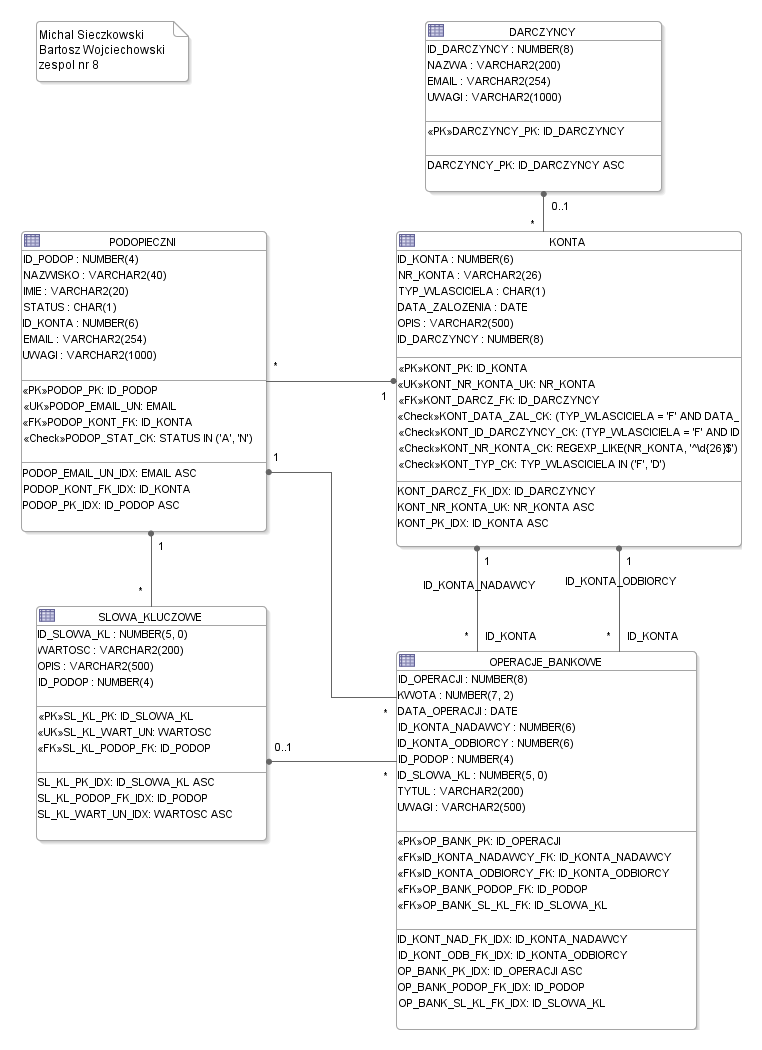 Michal Sieczkowski
Bartosz Wojciechowski
zespol nr 8
DARCZYNCY
ID_DARCZYNCY : NUMBER(8)
NAZWA : VARCHAR2(200)
EMAIL : VARCHAR2(254)
UWAGI : VARCHAR2(1000)
«PK»DARCZYNCY_PK: ID_DARCZYNCY
DARCZYNCY_PK: ID_DARCZYNCY ASC
0..1
*
PODOPIECZNI
ID_PODOP : NUMBER(4)
NAZWISKO : VARCHAR2(40)
IMIE : VARCHAR2(20)
STATUS : CHAR(1)
ID_KONTA : NUMBER(6)
EMAIL : VARCHAR2(254)
UWAGI : VARCHAR2(1000)
«PK»PODOP_PK: ID_PODOP
«UK»PODOP_EMAIL_UN: EMAIL
«FK»PODOP_KONT_FK: ID_KONTA
«Check»PODOP_STAT_CK: STATUS IN ('A', 'N')
PODOP_EMAIL_UN_IDX: EMAIL ASC
PODOP_KONT_FK_IDX: ID_KONTA
PODOP_PK_IDX: ID_PODOP ASC
*
1
1
KONTA
ID_KONTA : NUMBER(6)
NR_KONTA : VARCHAR2(26)
TYP_WLASCICIELA : CHAR(1)
DATA_ZALOZENIA : DATE
OPIS : VARCHAR2(500)
ID_DARCZYNCY : NUMBER(8)
«PK»KONT_PK: ID_KONTA
«UK»KONT_NR_KONTA_UK: NR_KONTA
«FK»KONT_DARCZ_FK: ID_DARCZYNCY
«Check»KONT_DATA_ZAL_CK: (TYP_WLASCICIELA = 'F' AND DATA_
«Check»KONT_ID_DARCZYNCY_CK: (TYP_WLASCICIELA = 'F' AND ID
«Check»KONT_NR_KONTA_CK: REGEXP_LIKE(NR_KONTA, '^\d{26}$')
«Check»KONT_TYP_CK: TYP_WLASCICIELA IN ('F', 'D')
KONT_DARCZ_FK_IDX: ID_DARCZYNCY
KONT_NR_KONTA_UK: NR_KONTA ASC
KONT_PK_IDX: ID_KONTA ASC
1
*
1
ID_KONTA_NADAWCY
*
ID_KONTA
1
ID_KONTA_ODBIORCY
*
ID_KONTA
SLOWA_KLUCZOWE
ID_SLOWA_KL : NUMBER(5, 0)
WARTOSC : VARCHAR2(200)
OPIS : VARCHAR2(500)
ID_PODOP : NUMBER(4)
«PK»SL_KL_PK: ID_SLOWA_KL
«UK»SL_KL_WART_UN: WARTOSC
«FK»SL_KL_PODOP_FK: ID_PODOP
SL_KL_PK_IDX: ID_SLOWA_KL ASC
SL_KL_PODOP_FK_IDX: ID_PODOP
SL_KL_WART_UN_IDX: WARTOSC ASC
*
0..1
*
OPERACJE_BANKOWE
ID_OPERACJI : NUMBER(8)
KWOTA : NUMBER(7, 2)
DATA_OPERACJI : DATE
ID_KONTA_NADAWCY : NUMBER(6)
ID_KONTA_ODBIORCY : NUMBER(6)
ID_PODOP : NUMBER(4)
ID_SLOWA_KL : NUMBER(5, 0)
TYTUL : VARCHAR2(200)
UWAGI : VARCHAR2(500)
«PK»OP_BANK_PK: ID_OPERACJI
«FK»ID_KONTA_NADAWCY_FK: ID_KONTA_NADAWCY
«FK»ID_KONTA_ODBIORCY_FK: ID_KONTA_ODBIORCY
«FK»OP_BANK_PODOP_FK: ID_PODOP
«FK»OP_BANK_SL_KL_FK: ID_SLOWA_KL
ID_KONT_NAD_FK_IDX: ID_KONTA_NADAWCY
ID_KONT_ODB_FK_IDX: ID_KONTA_ODBIORCY
OP_BANK_PK_IDX: ID_OPERACJI ASC
OP_BANK_PODOP_FK_IDX: ID_PODOP
OP_BANK_SL_KL_FK_IDX: ID_SLOWA_KL